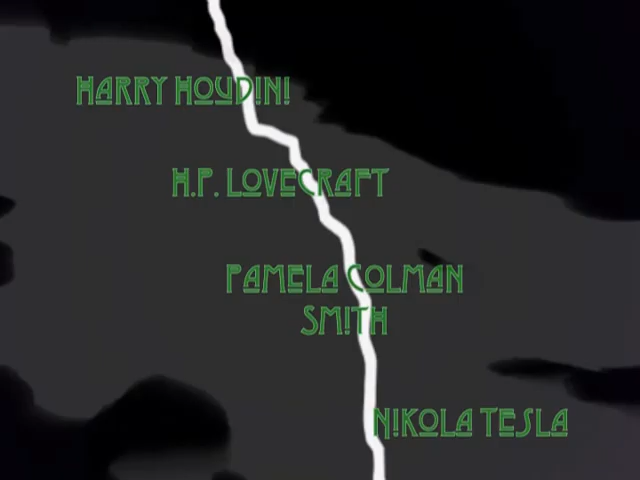 HARRY HOUDINI
H.P. LOVECRAFT
PAMELA COLMAN
SMITH
NIKOLA TESLA